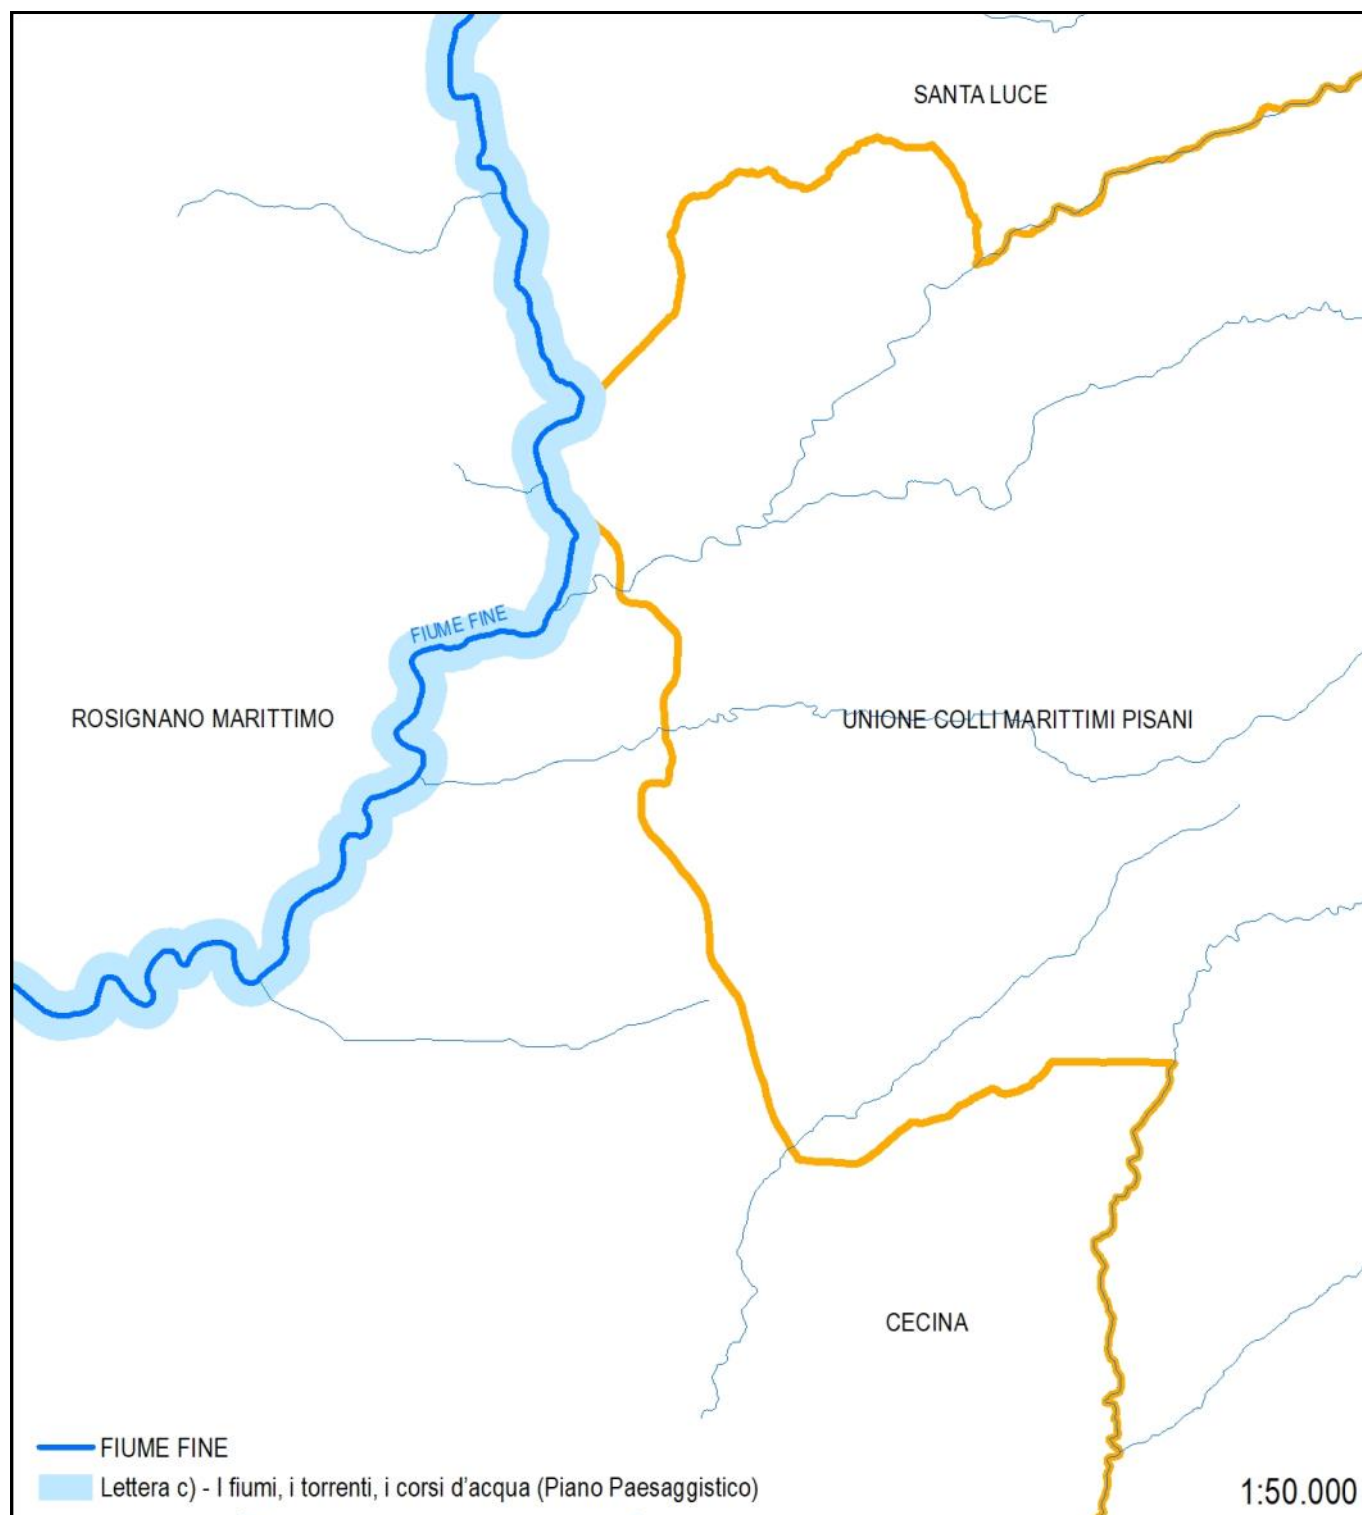 SANTA LUCE
FIUME FINE
ROSIGNANO MARITTIMO
UNIONE COLLI MARITTIMI PISANI
CECINA
FIUME FINE
Lettera c) - I fiumi, i torrenti, i corsi d'acqua (Piano Paesaggistico)
1:50.000